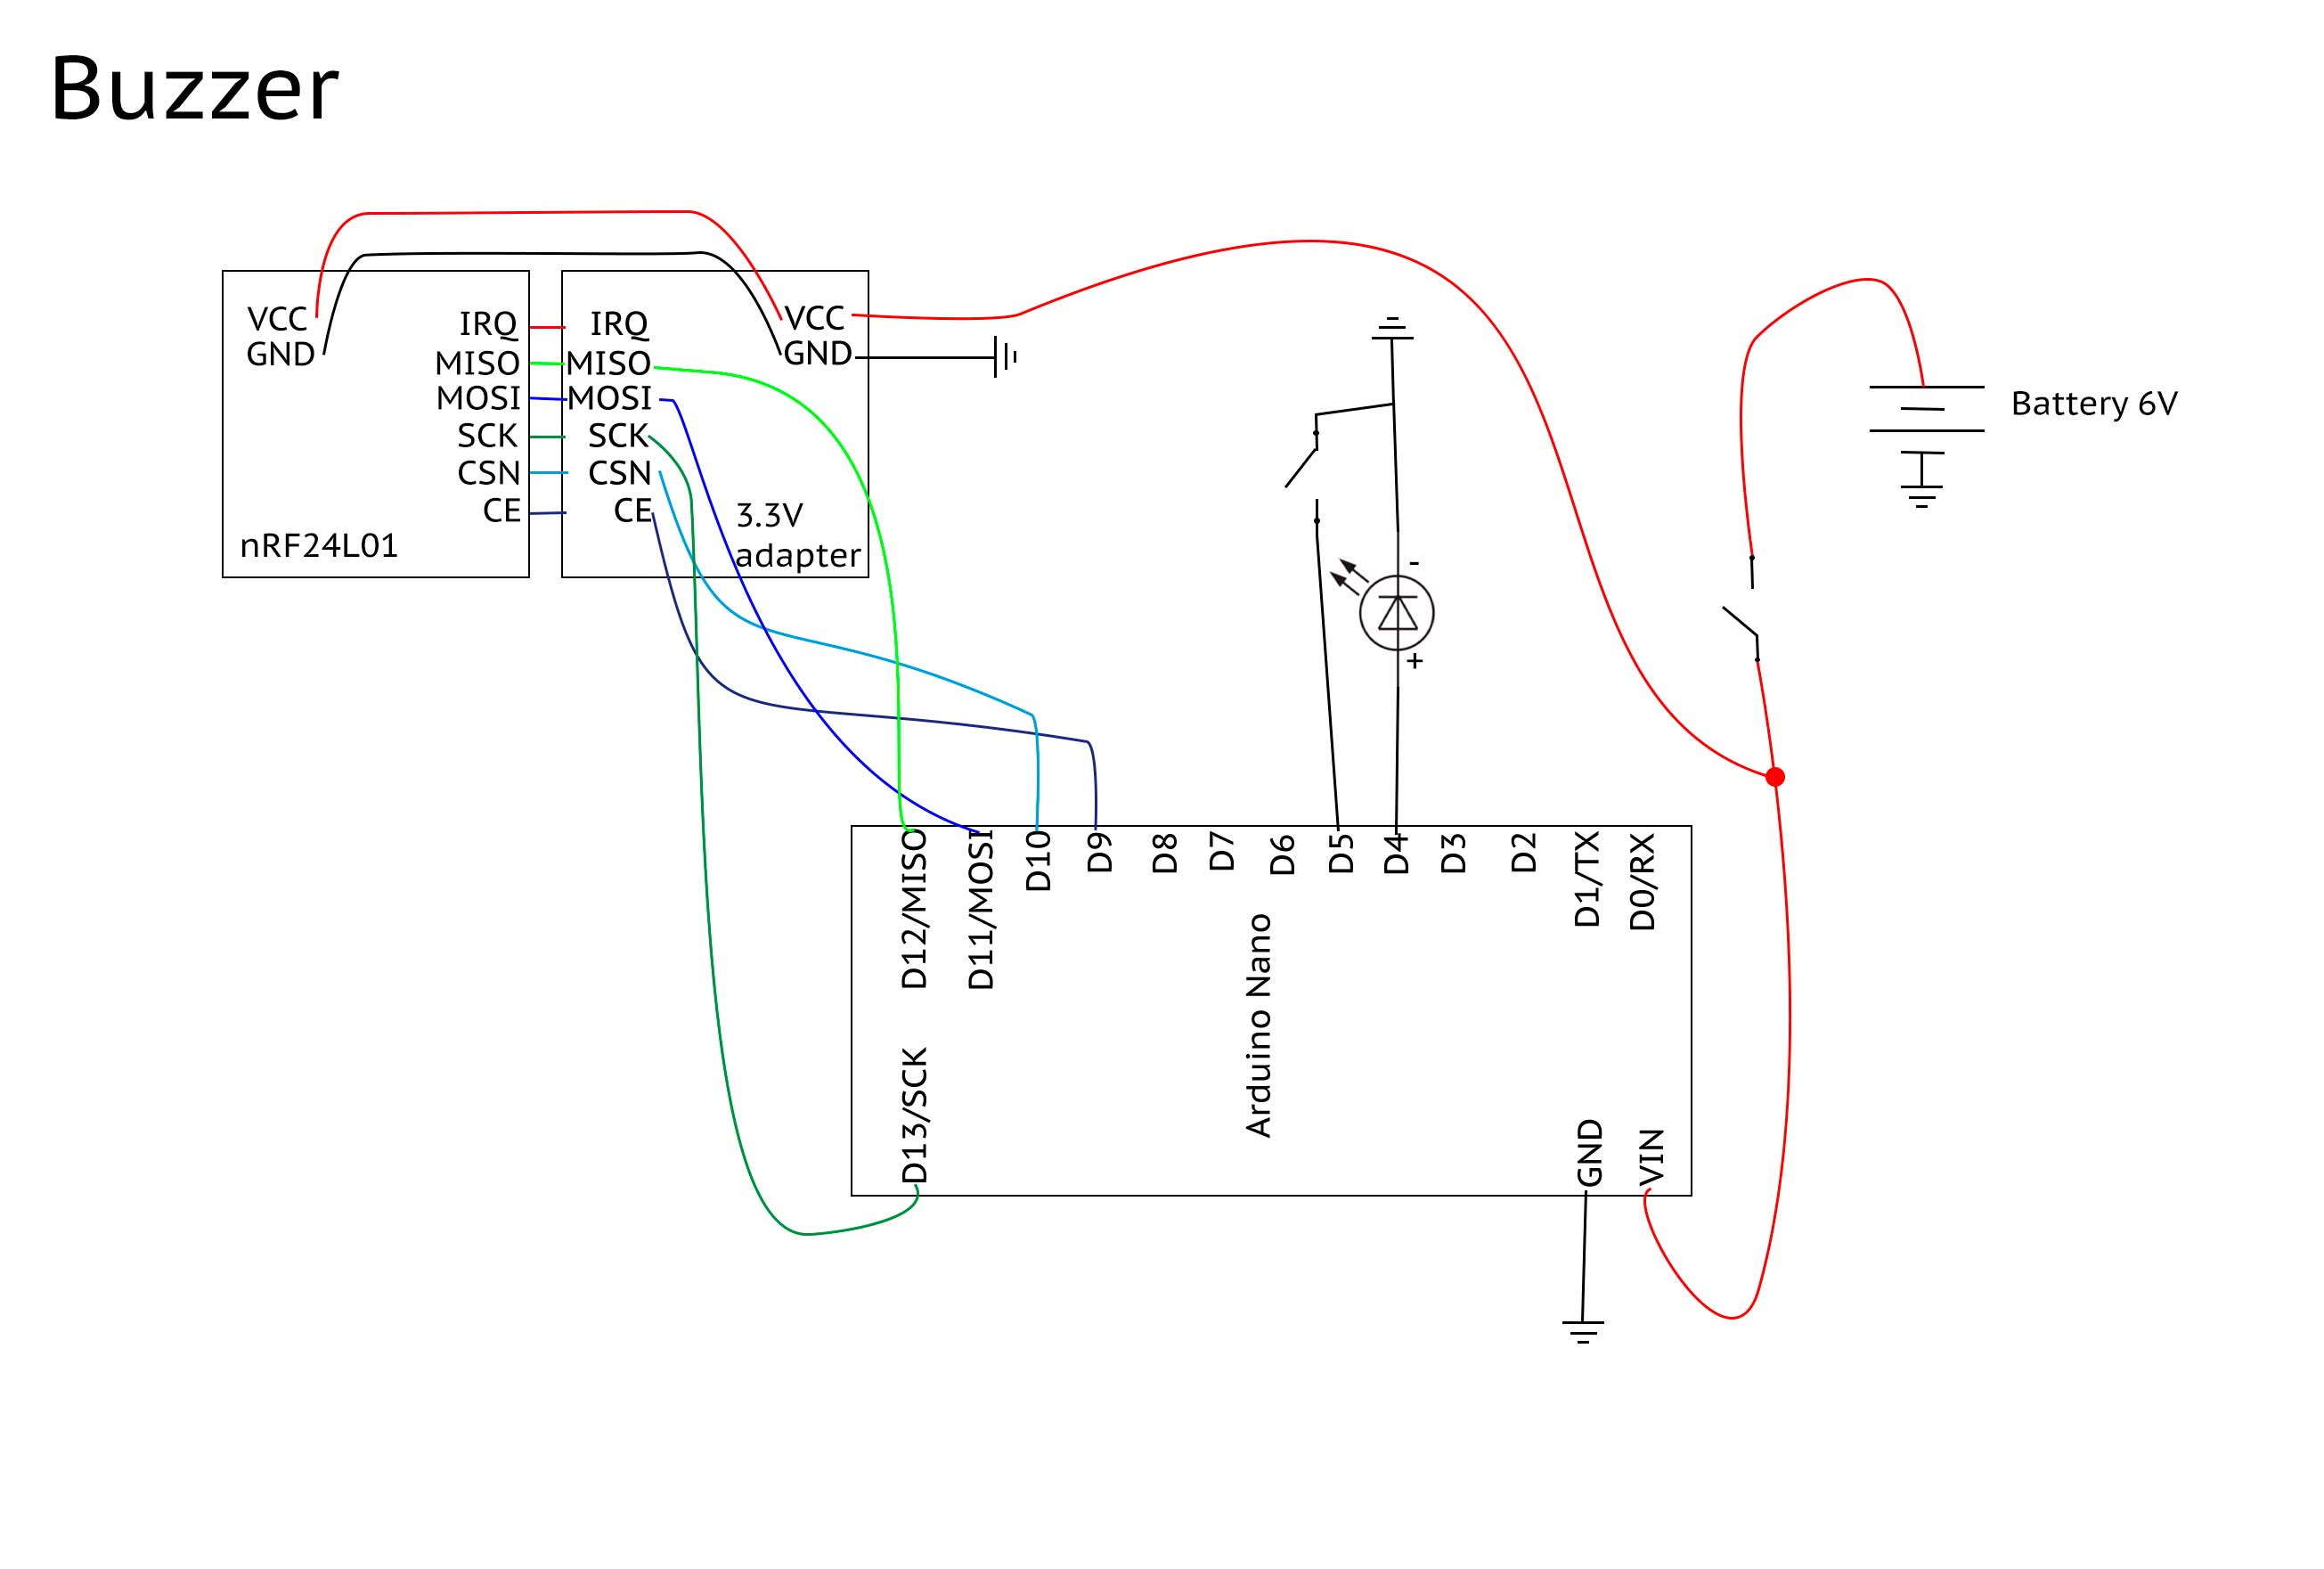 Buzzer
VCC
GND
IRQ
MISO
MOSI
SCK
CSN
CE
nRF24L01
IRQ
MISO
MOSI
SCK
CSN
CE
VCC
GND
3.3V
adapter
-
+
Battery 6V
D12/MISO
D11/MOSI
D10
D9
D8
D7
D6
D5
D4
D3
D2
D1/TX
D0/RX
Arduino Nano
D13/SCK
GND
VIN